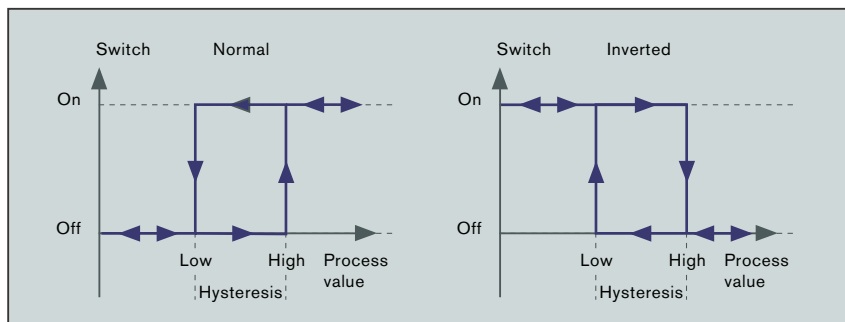 Switch Normal
On
Off
Low High Process
value
Hysteresis
Switch Inverted
On
Off
Low High Process
value
Hysteresis